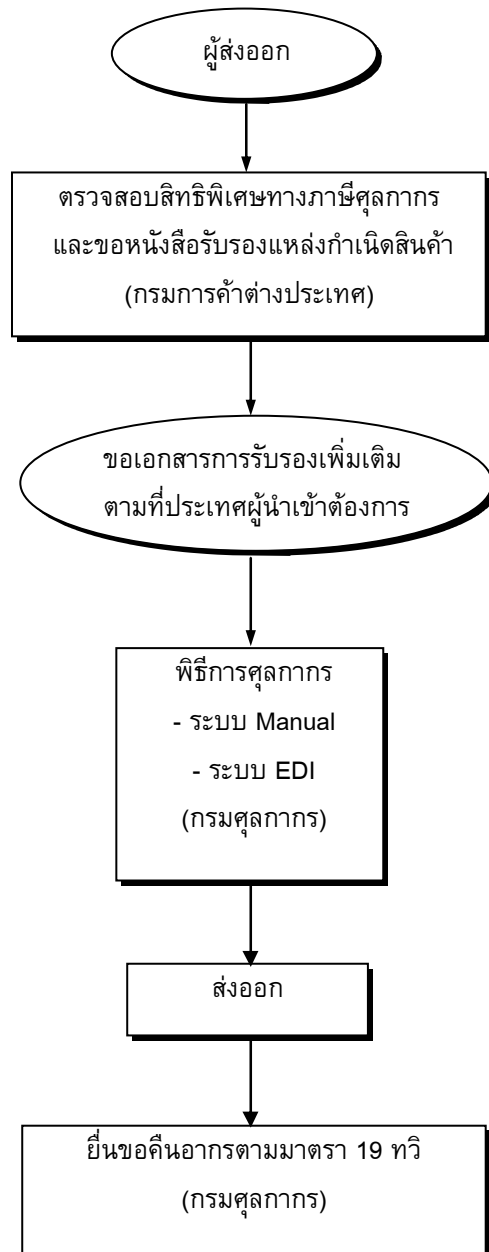 ผู้ส่งออก
ตรวจสอบสิทธิพิเศษทางภาษีศุลกากร
และขอหนังสือรับรองแหล่งกำเนิดสินค้า
(กรมการค้าต่างประเทศ)
ขอเอกสารการรับรองเพิ่มเติม
ตามที่ประเทศผู้นำเข้าต้องการ
พิธีการศุลกากร
- ระบบ Manual
- ระบบ EDI
(กรมศุลกากร)
ส่งออก
ยื่นขอคืนอากรตามมาตรา 19 ทวิ
(กรมศุลกากร)